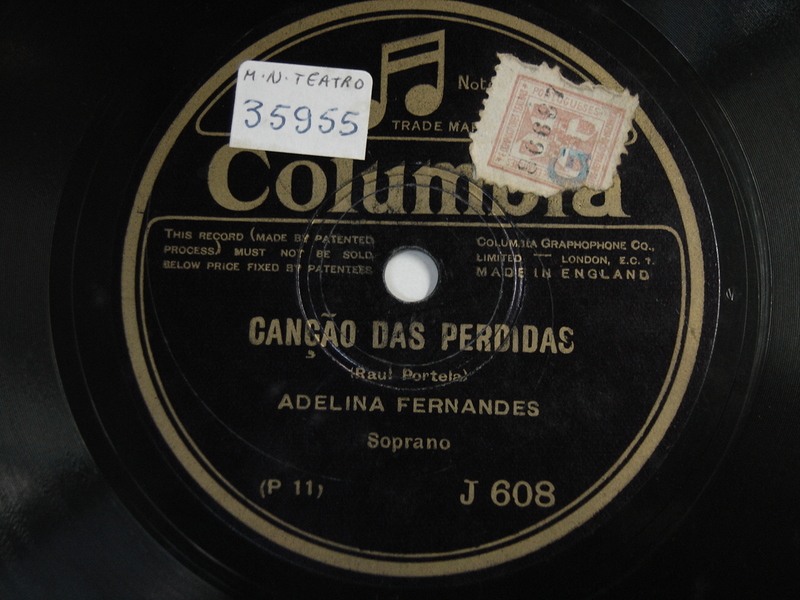 M.N. TEATRO
35955
TRADE
PORTUGUESES
Columbia
THIS RECORD (MADE BY PATENTED
PROCESS) MUST NOT BE SOLD
BELOW PRICE FIXED BY PATENTEES
COLUMBIA GRAPHOPHONE CO.,
LIMITED — LONDON, E.C. 1.
MADE IN ENGLAND
CANÇÃO DAS PERDIDAS
(Raul Portela)
ADELINA FERNANDES
Soprano
(P 11)
J 608